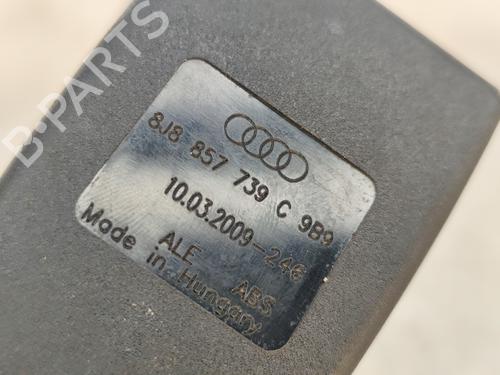 B-PARTS
8J8 857 739 C 9B9
10.03.2009-246
ALE ABS
Made in Hungary